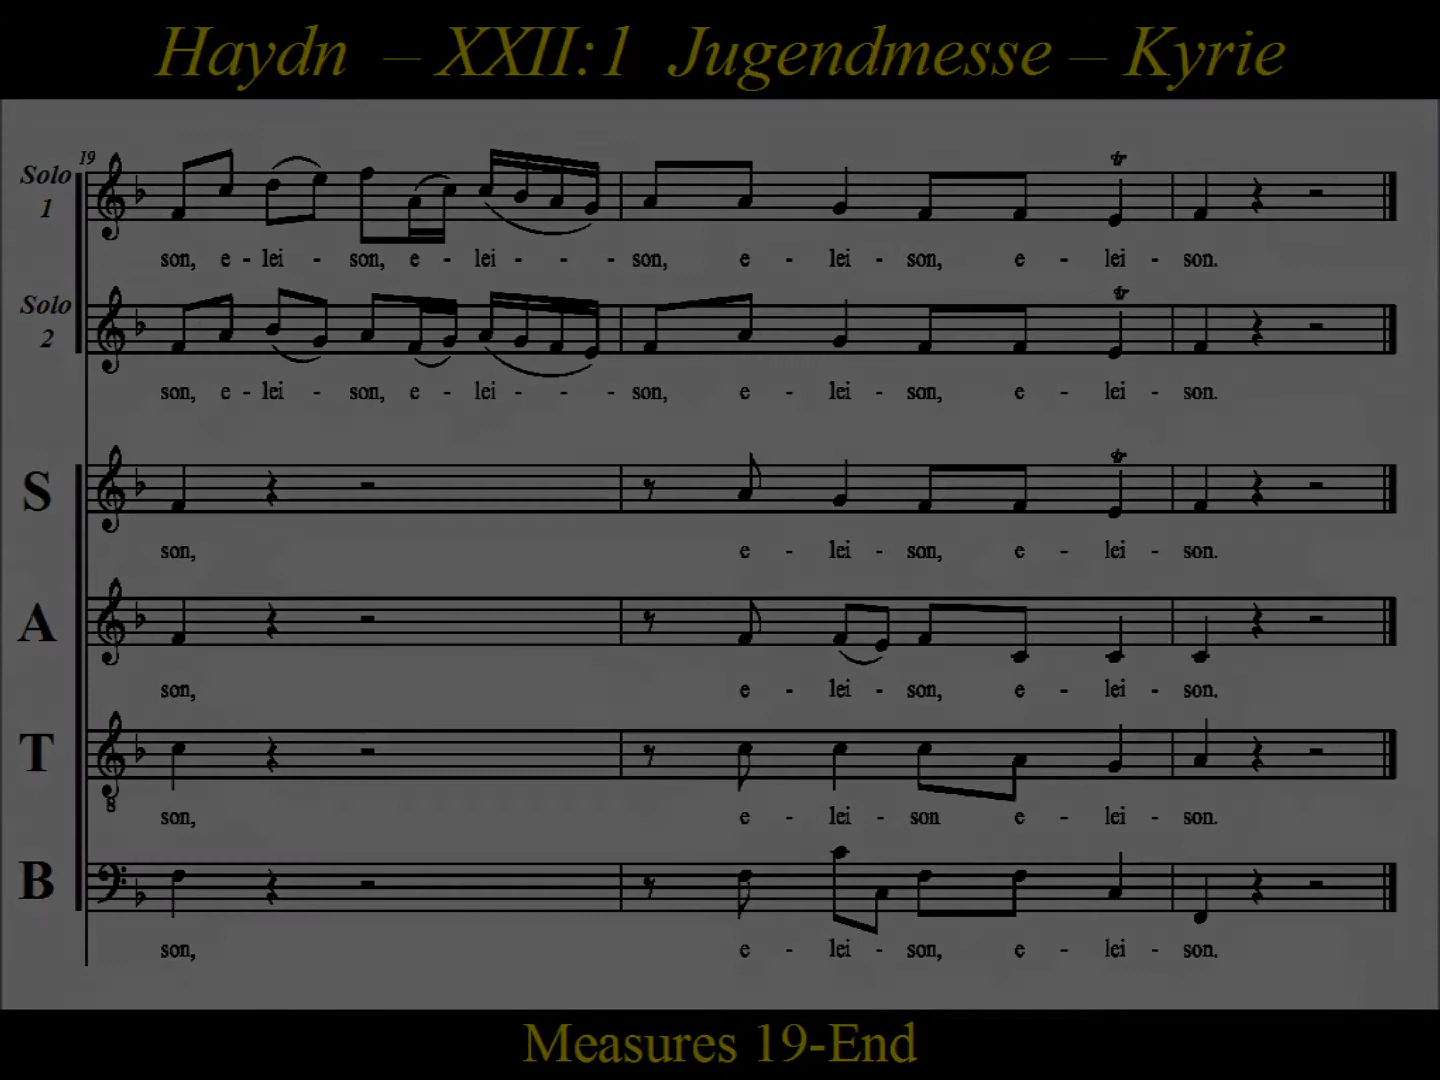 Haydn – XXII:1 Jugendmesse – Kyrie
19
Solo 1
son, e - lei - son, e - lei - - - son, e - lei - son, e - lei - son.
Solo 2
son, e - lei - son, e - lei - - - son, e - lei - son, e - lei - son.
S
son, e - lei - son, e - lei - son.
A
son, e - lei - son, e - lei - son.
T
8
son, e - lei - son e - lei - son.
B
son, e - lei - son, e - lei - son.
Measures 19-End